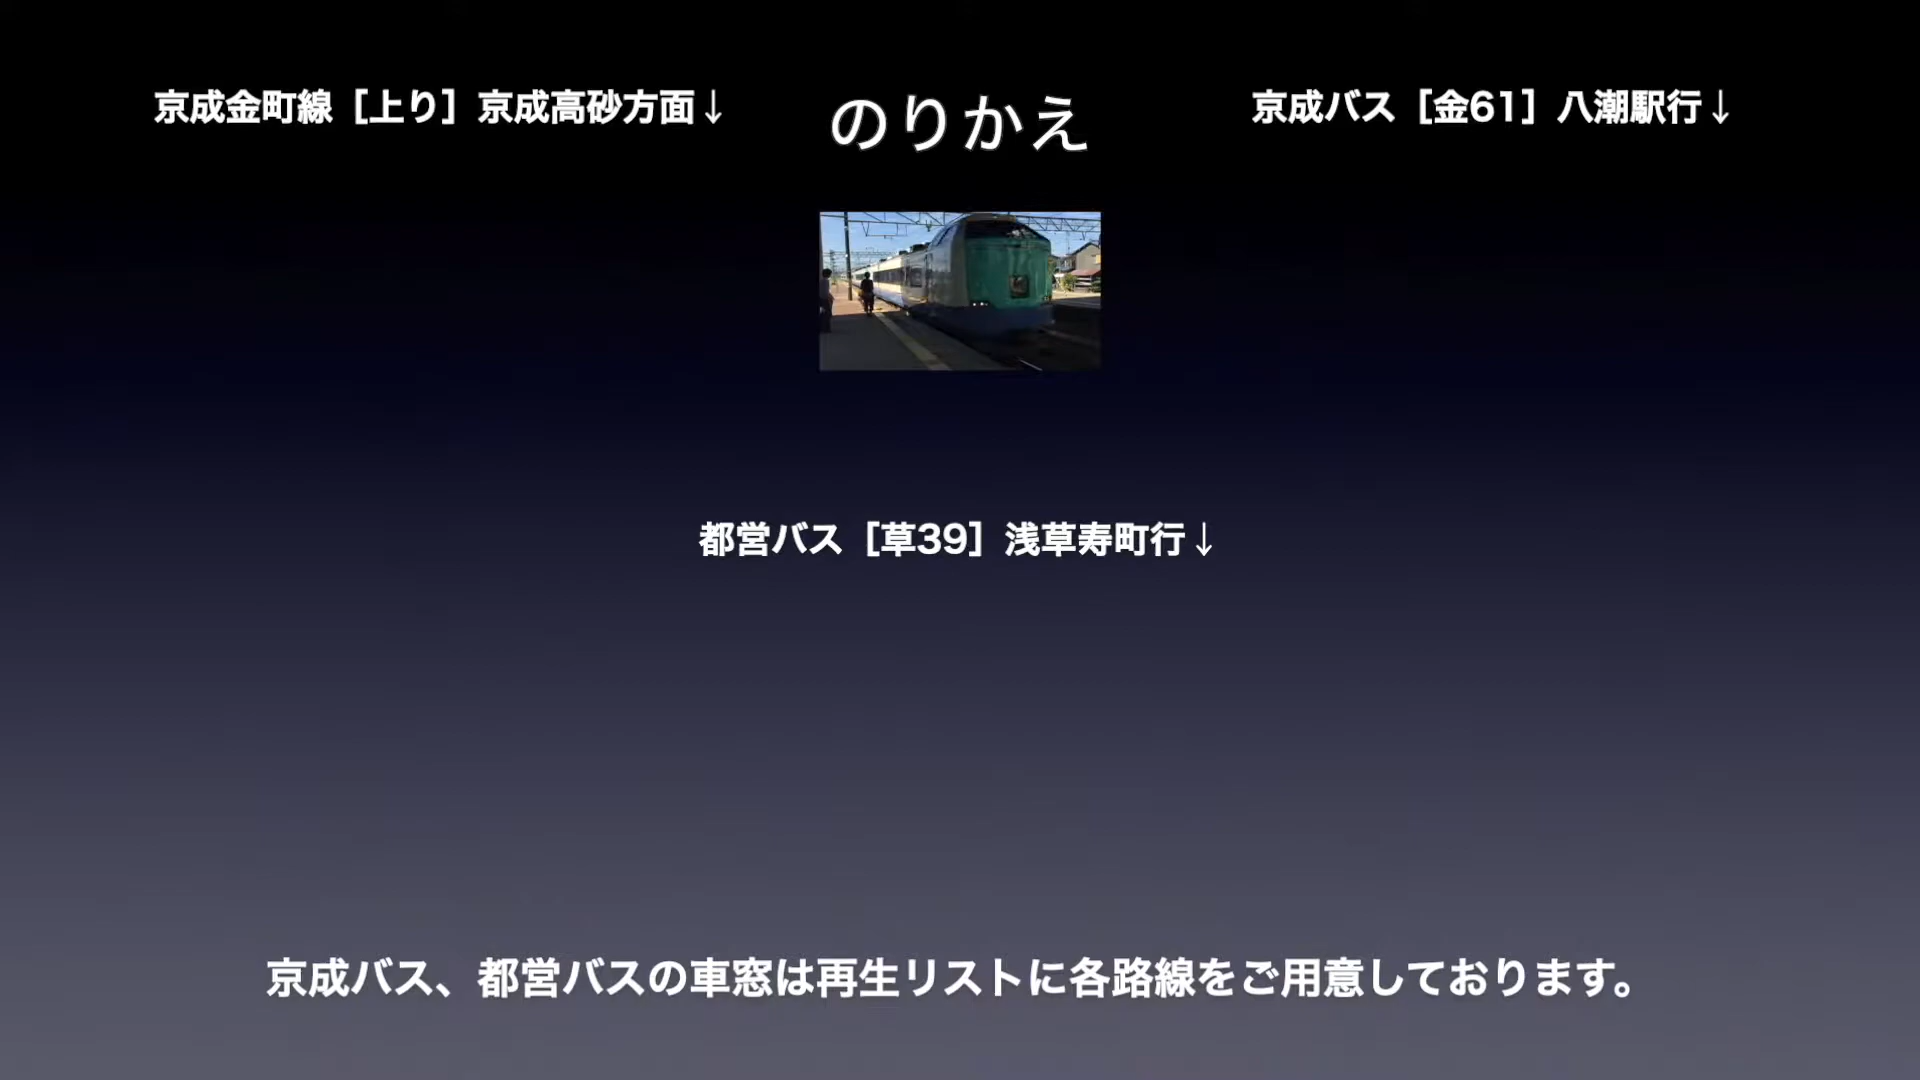 京成金町線［上り］京成高砂方面↓
のりかえ
京成バス［金61］八潮駅行↓
都営バス［草39］浅草寿町行↓
京成バス、都営バスの車窓は再生リストに各路線をご用意しております。